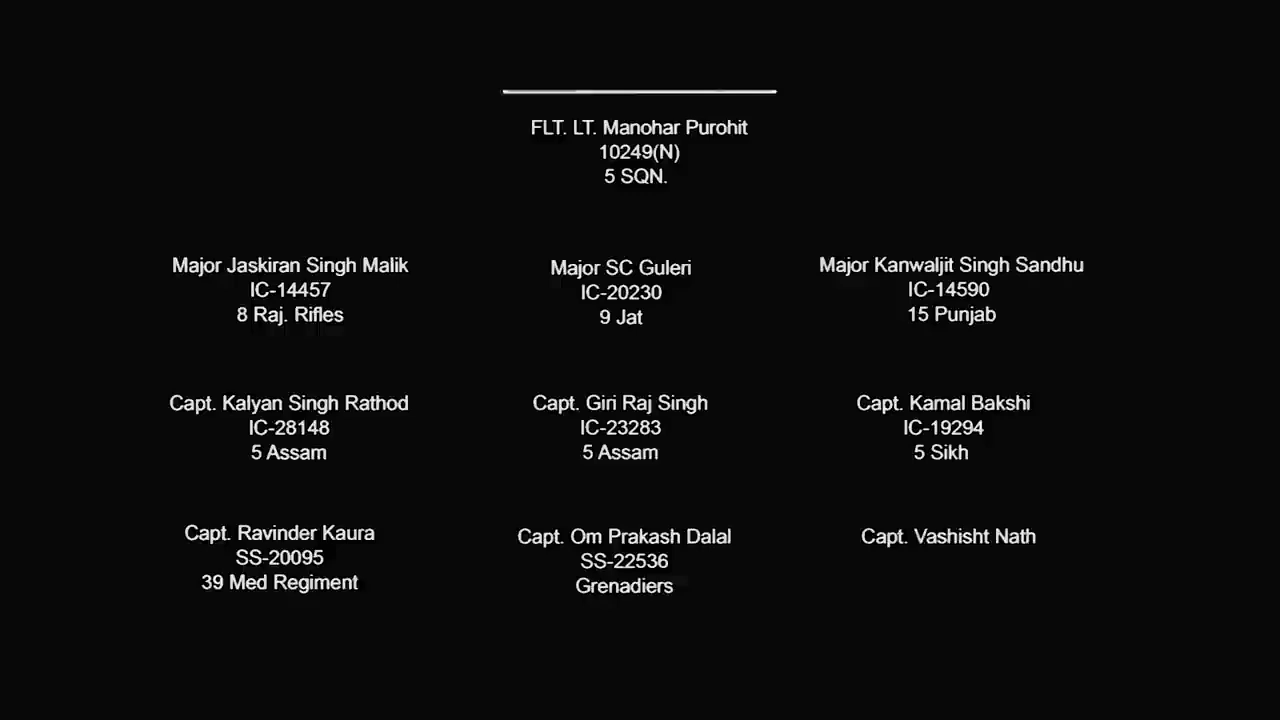 FLT. LT. Manohar Purohit
10249(N)
5 SQN.
Major Jaskiran Singh Malik
IC-14457
8 Raj. Rifles
Major SC Guleri
IC-20230
9 Jat
Major Kanwaljit Singh Sandhu
IC-14590
15 Punjab
Capt. Kalyan Singh Rathod
IC-28148
5 Assam
Capt. Giri Raj Singh
IC-23283
5 Assam
Capt. Kamal Bakshi
IC-19294
5 Sikh
Capt. Ravinder Kaura
SS-20095
39 Med Regiment
Capt. Om Prakash Dalal
SS-22536
Grenadiers
Capt. Vashisht Nath